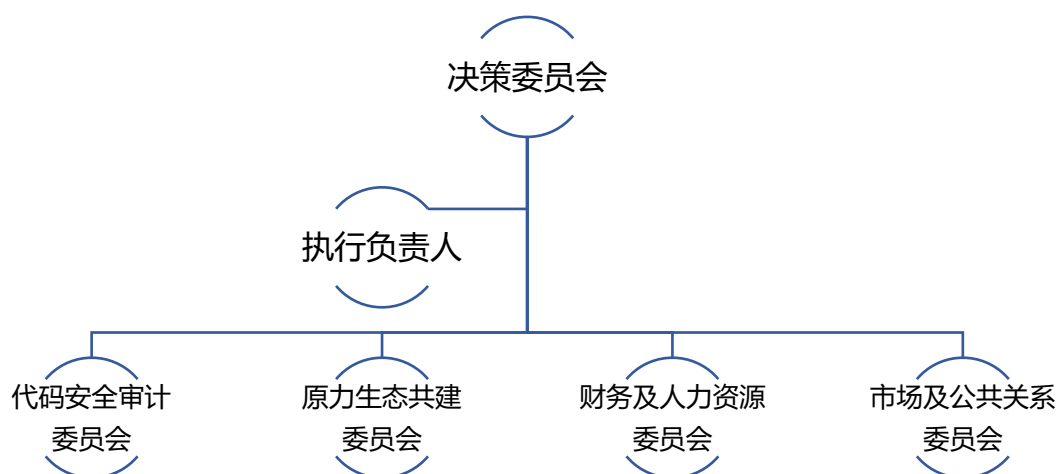 决策委员会
执行负责人
代码安全审计
委员会
原力生态共建
委员会
财务及人力资源
委员会
市场及公共关系
委员会